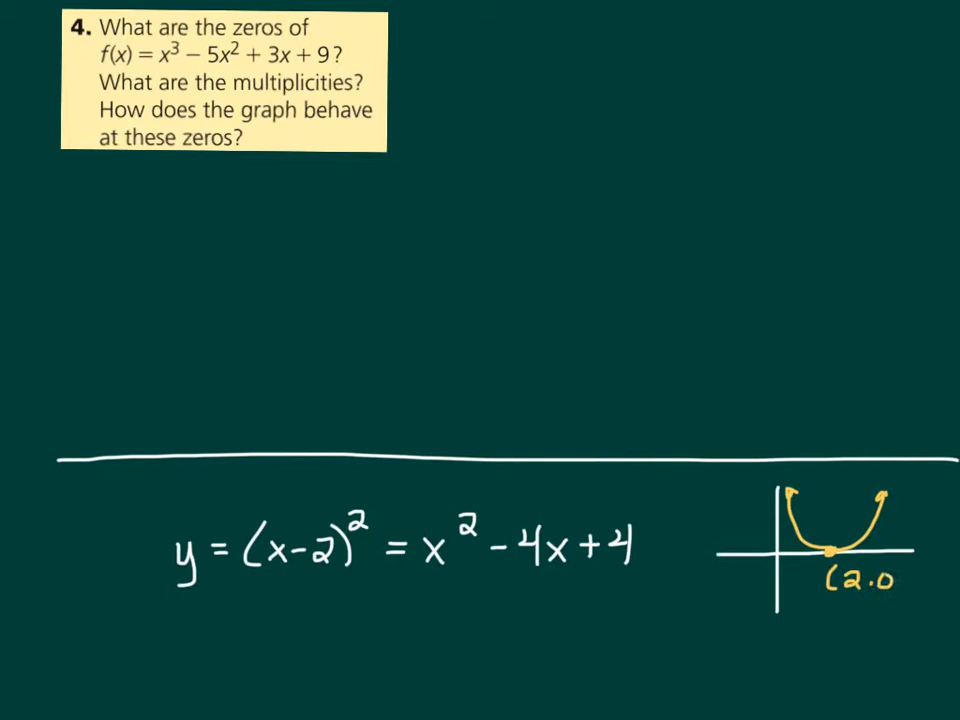 4. What are the zeros of
f(x) = x³ − 5x² + 3x + 9?
What are the multiplicities?
How does the graph behave
at these zeros?
y = (x-2)² = x² - 4x + 4
(2.0